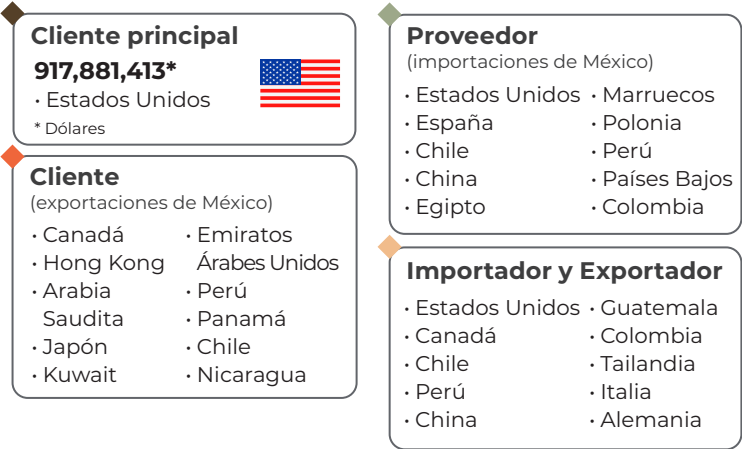 Cliente principal
917,881,413*
· Estados Unidos
* Dólares
Cliente
(exportaciones de México)
· Canadá
· Hong Kong
· Arabia
Saudita
· Japón
· Kuwait
· Emiratos
Árabes Unidos
· Perú
· Panamá
· Chile
· Nicaragua
Proveedor
(importaciones de México)
· Estados Unidos
· España
· Chile
· China
· Egipto
· Marruecos
· Polonia
· Perú
· Países Bajos
· Colombia
Importador y Exportador
· Estados Unidos
· Canadá
· Chile
· Perú
· China
· Guatemala
· Colombia
· Tailandia
· Italia
· Alemania